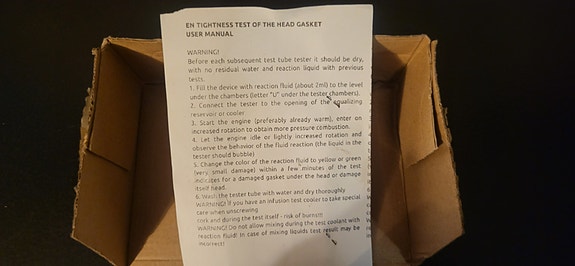 EN TIGHTNESS TEST OF THE HEAD GASKET
USER MANUAL
WARNING!
Before each subsequent test tube tester it should be dry,
with no residual water and reaction liquid with previous
tests.
1. Fill the device with reaction fluid (about 2ml) to the level
under the chambers (letter "U" under the tester chombers).
2. Connect the tester to the opening of the equalizing
reservoir or cooler
3. Start the engine (preferably already warm), enter on
increased rotation to obtain more pressure combustion.
4. Let the engine idle or lightly increased rotation and
observe the behavior of the fluid reaction (the liquid in the
tester should bubble)
5. Change the color of the reaction fluid to yellow or green
(very small damage) within a few minutes of the test
indicates for a damaged gasket under the head or damage
itself head.
6. Wash the tester tube with water and dry thoroughly
WARNING! If you have an infusion test cooler to take special
care when unscrewing
cork and during the test itself - risk of burns!!!
WARNING! Do not allow mixing during the test coolant with
reaction fluid! In case of mixing liquids test result may be
incorrect!